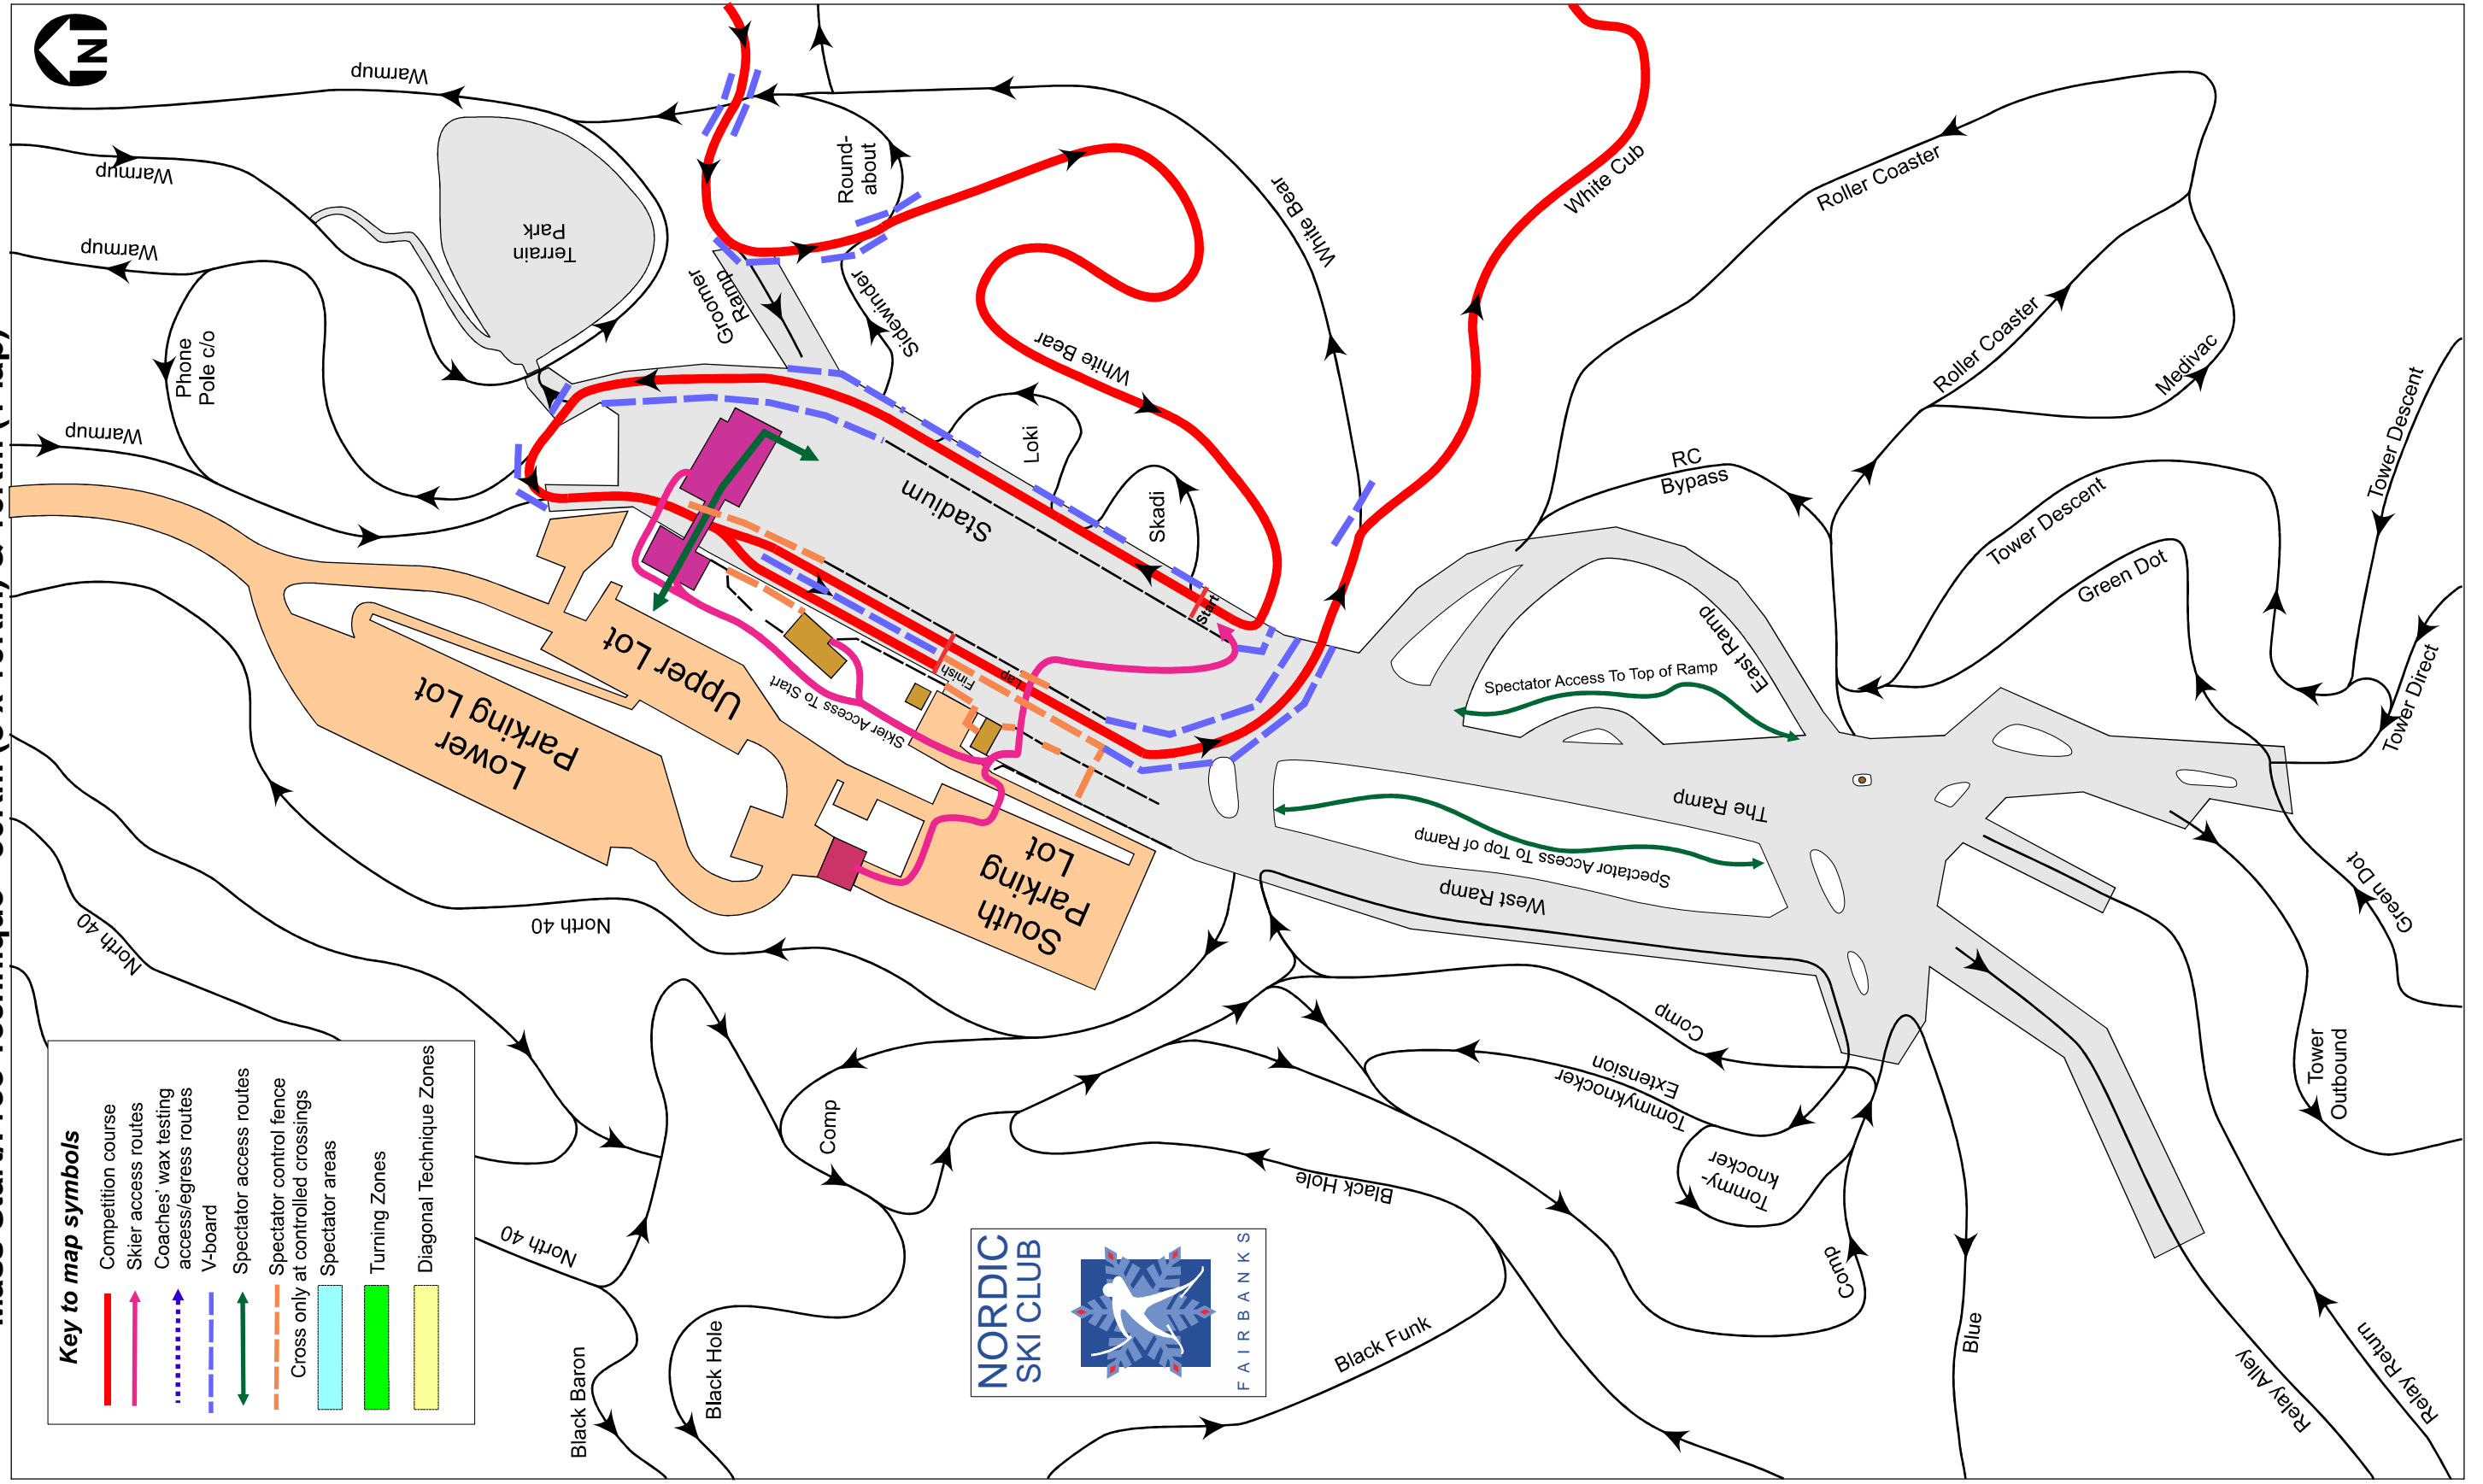 N
Warmup
Warmup
Warmup
Warmup
Phone
Pole c/o
Terrain
Park
Groomer
Ramp
Round-
about
Sidewinder
White Bear
White Bear
White Cub
Loki
Skadi
Stadium
Start
Finish
Lap
Skier Access To Start
Upper Lot
Lower
Parking Lot
South
Parking
Lot
Roller Coaster
Roller Coaster
RC
Bypass
Medivac
Tower Descent
Tower Descent
Green Dot
Tower Direct
East Ramp
Spectator Access To Top of Ramp
The Ramp
Spectator Access To Top of Ramp
West Ramp
Green Dot
Tower
Outbound
North 40
North 40
North 40
Comp
Comp
Comp
Tommyknocker
Extension
Tommy-
knocker
Black Hole
Black Hole
Black Funk
Black Baron
Blue
Relay Alley
Relay Return
Key to map symbols
Competition course
Skier access routes
Coaches' wax testing
access/egress routes
V-board
Spectator access routes
Spectator control fence
Cross only at controlled crossings
Spectator areas
Turning Zones
Diagonal Technique Zones
NORDIC
SKI CLUB
FAIRBANKS